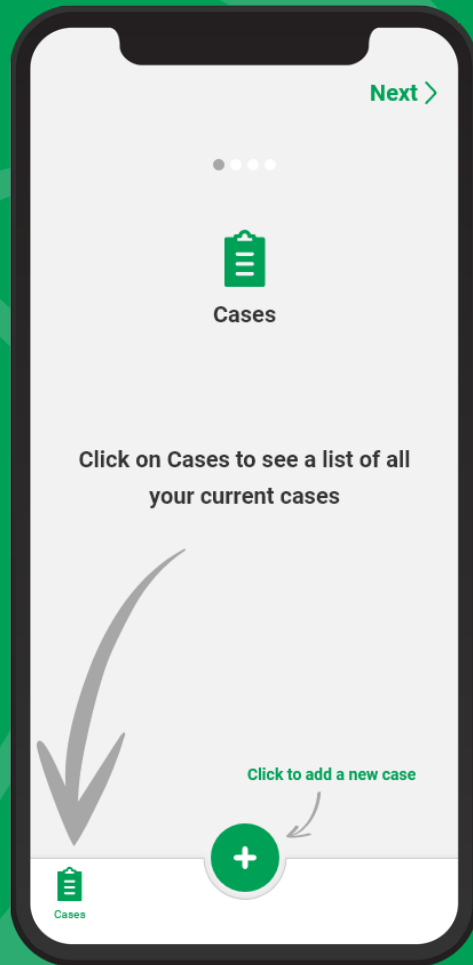 Next
Cases
Click on Cases to see a list of all
your current cases
Click to add a new case
Cases